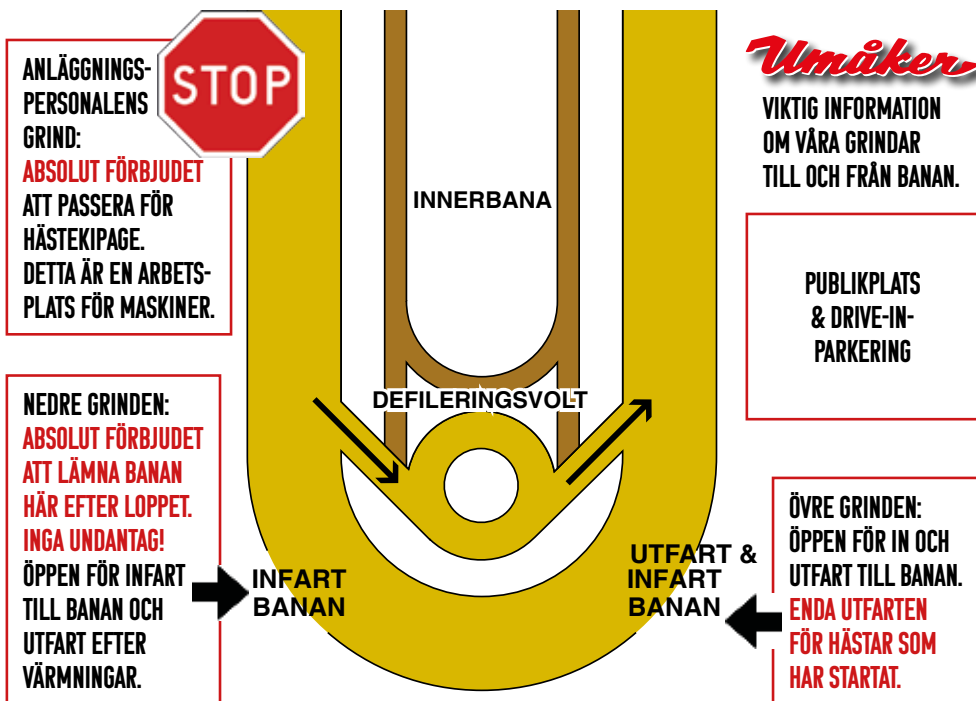 ANLÄGGNINGS-
PERSONALENS
GRIND:
ABSOLUT FÖRBJUDET
ATT PASSERA FÖR
HÄSTEKIPAGE.
DETTA ÄR EN ARBETS-
PLATS FÖR MASKINER.
STOP
NEDRE GRINDEN:
ABSOLUT FÖRBJUDET
ATT LÄMNA BANAN
HÄR EFTER LOPPET.
INGA UNDANTAG!
ÖPPEN FÖR INFART
TILL BANAN OCH
UTFART EFTER
VÄRMNINGAR.
INNERBANA
DEFILERINGSVOLT
INFART
BANAN
UTFART &
INFART
BANAN
Umåker
VIKTIG INFORMATION
OM VÅRA GRINDAR
TILL OCH FRÅN BANAN.
PUBLIKPLATS
& DRIVE-IN-
PARKERING
ÖVRE GRINDEN:
ÖPPEN FÖR IN OCH
UTFART TILL BANAN.
ENDA UTFARTEN
FÖR HÄSTAR SOM
HAR STARTAT.